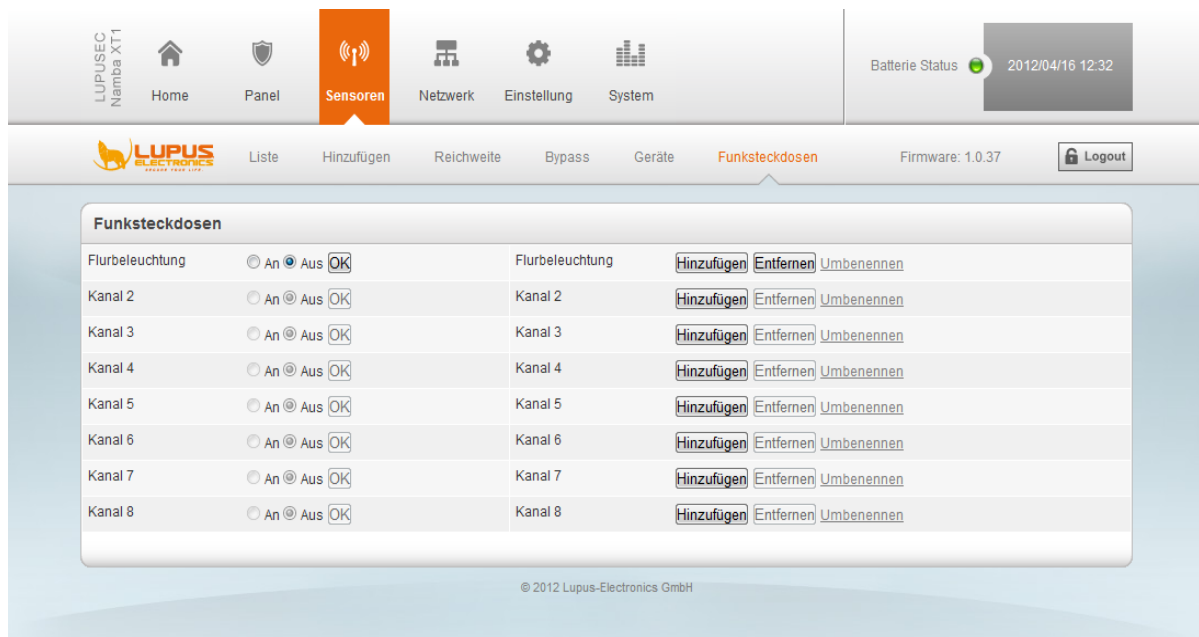 LUPUSEC
Namba XT1
Home
Panel
Sensoren
Netzwerk
Einstellung
System
Batterie Status
2012/04/16 12:32
LUPUS
ELECTRONICS
Liste
Hinzufügen
Reichweite
Bypass
Geräte
Funksteckdosen
Firmware: 1.0.37
Logout
Funksteckdosen
Flurbeleuchtung An Aus OK Flurbeleuchtung Hinzufügen Entfernen Umbenennen
Kanal 2 An Aus OK Kanal 2 Hinzufügen Entfernen Umbenennen
Kanal 3 An Aus OK Kanal 3 Hinzufügen Entfernen Umbenennen
Kanal 4 An Aus OK Kanal 4 Hinzufügen Entfernen Umbenennen
Kanal 5 An Aus OK Kanal 5 Hinzufügen Entfernen Umbenennen
Kanal 6 An Aus OK Kanal 6 Hinzufügen Entfernen Umbenennen
Kanal 7 An Aus OK Kanal 7 Hinzufügen Entfernen Umbenennen
Kanal 8 An Aus OK Kanal 8 Hinzufügen Entfernen Umbenennen
© 2012 Lupus-Electronics GmbH